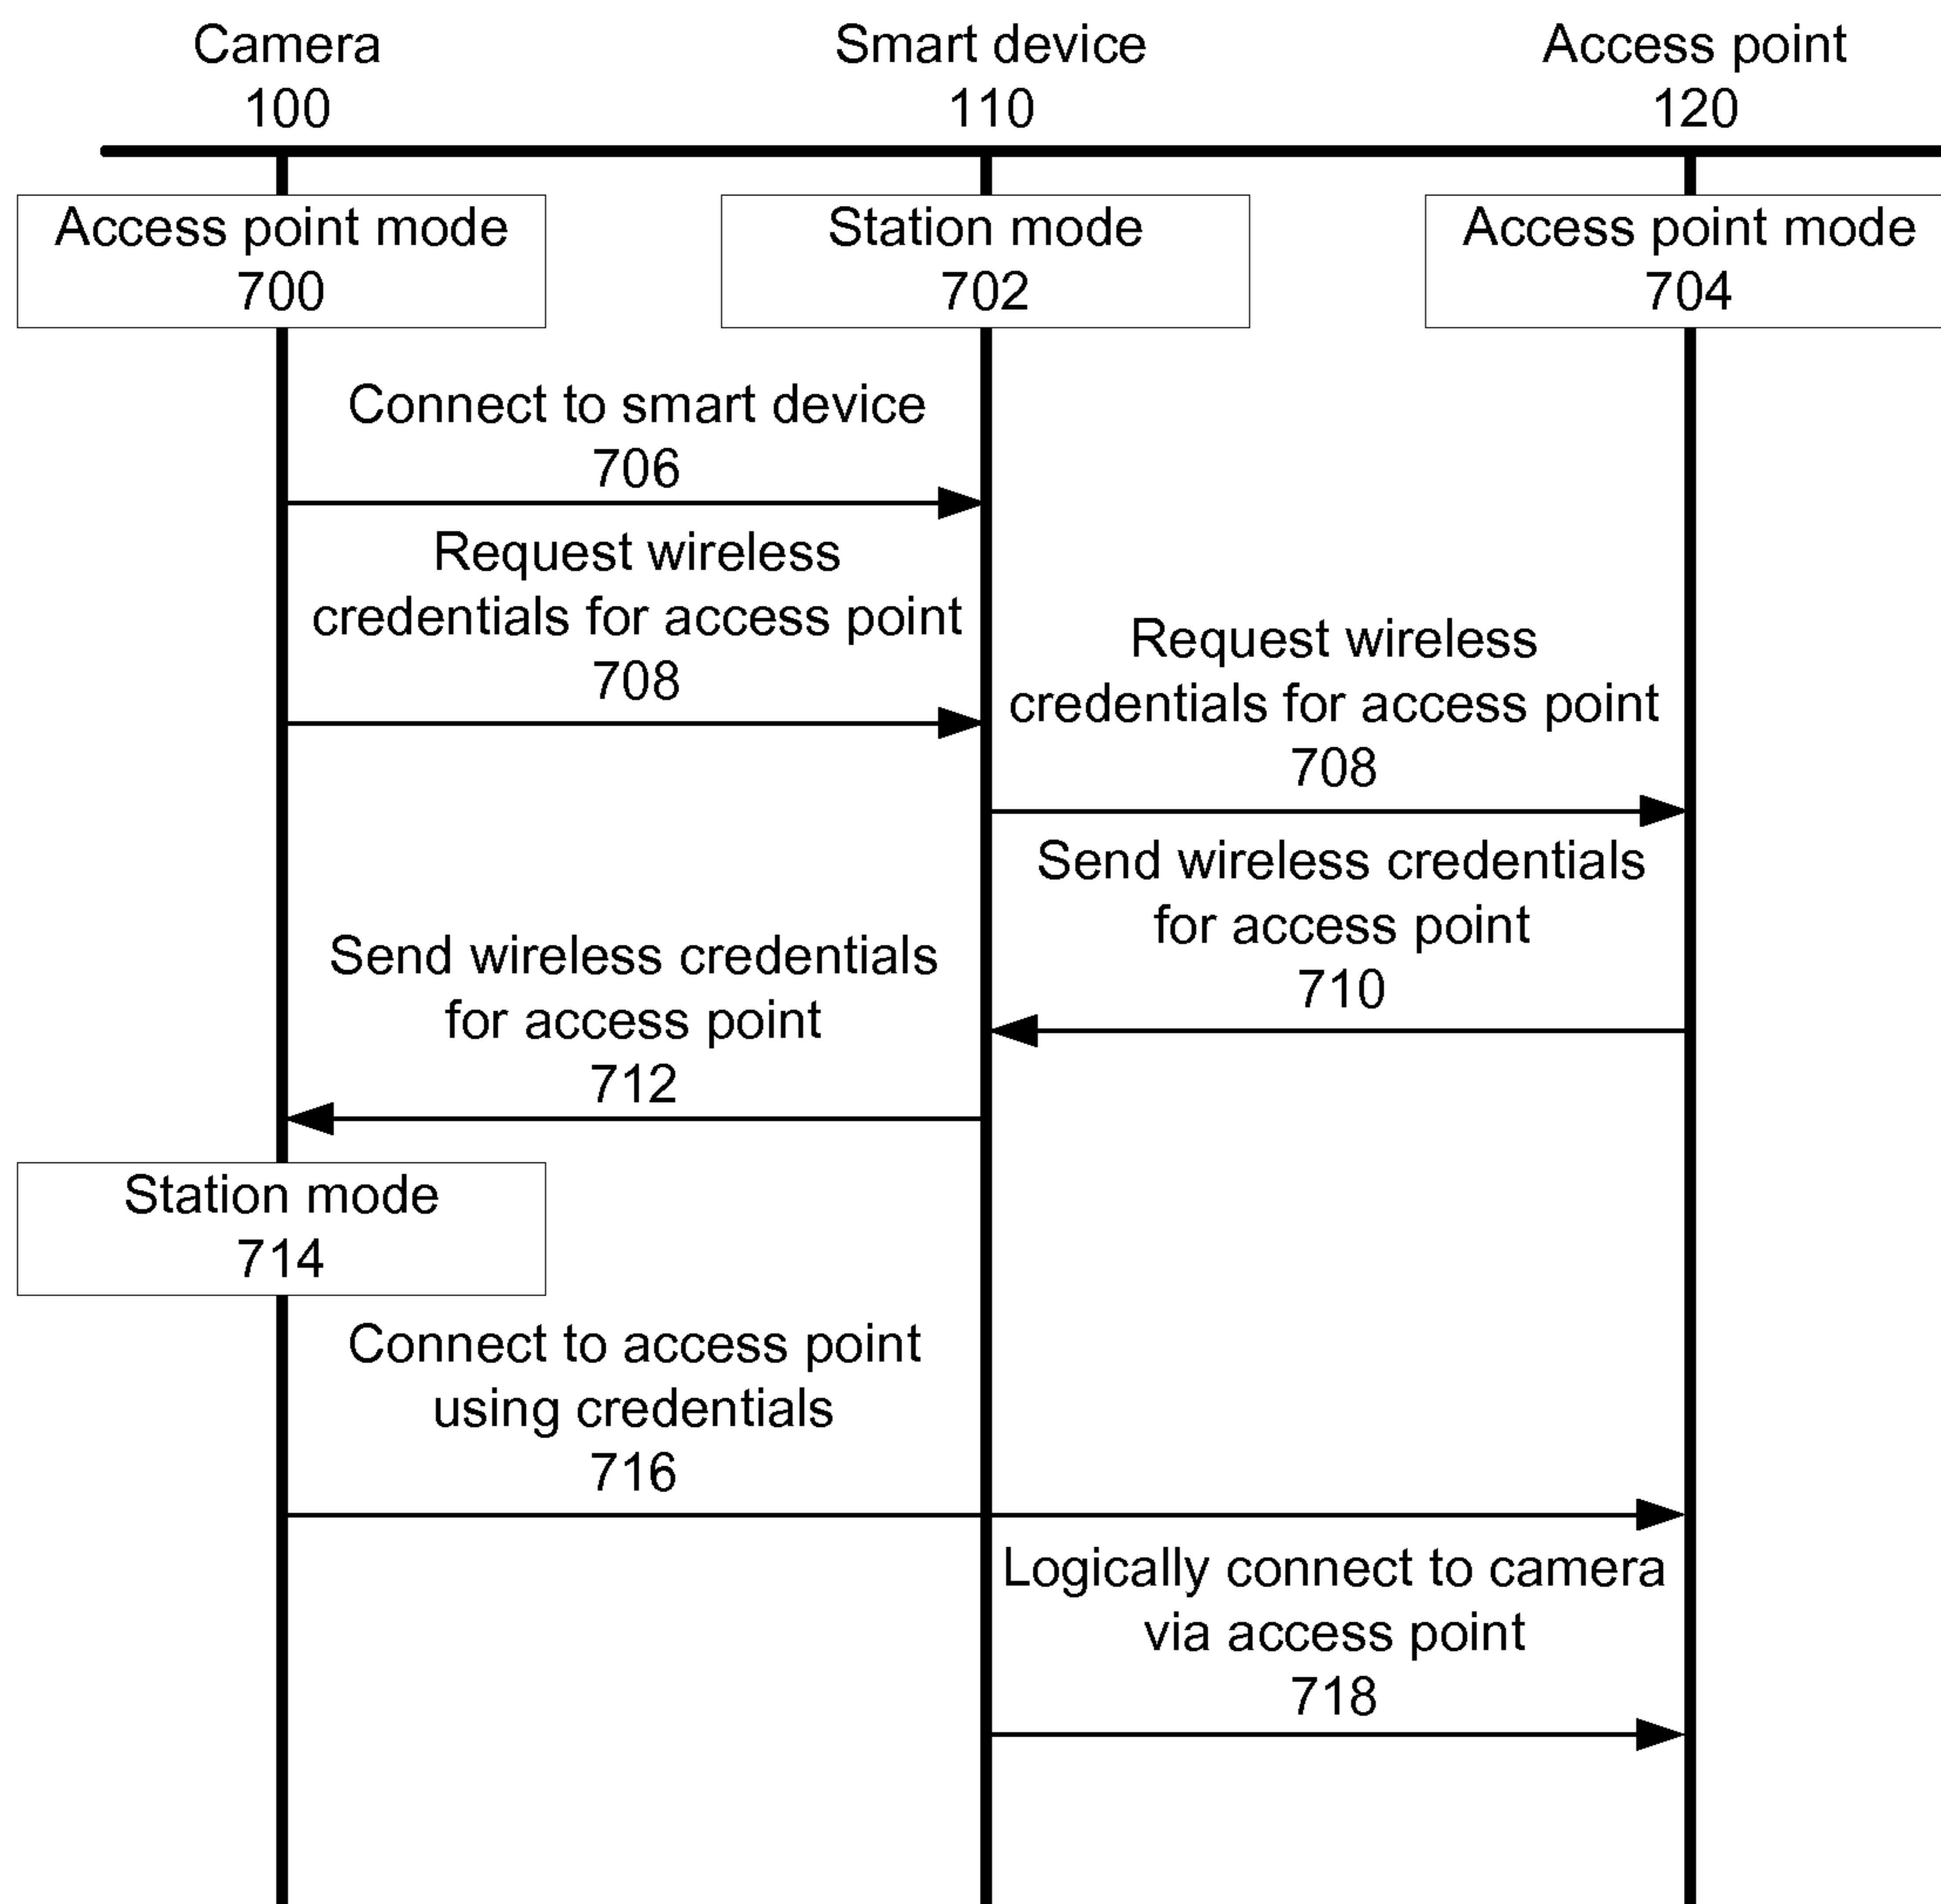 Camera
100
Smart device
110
Access point
120
Access point mode
700
Station mode
702
Access point mode
704
Connect to smart device
706
Request wireless
credentials for access point
708
Request wireless
credentials for access point
708
Send wireless credentials
for access point
710
Send wireless credentials
for access point
712
Station mode
714
Connect to access point
using credentials
716
Logically connect to camera
via access point
718